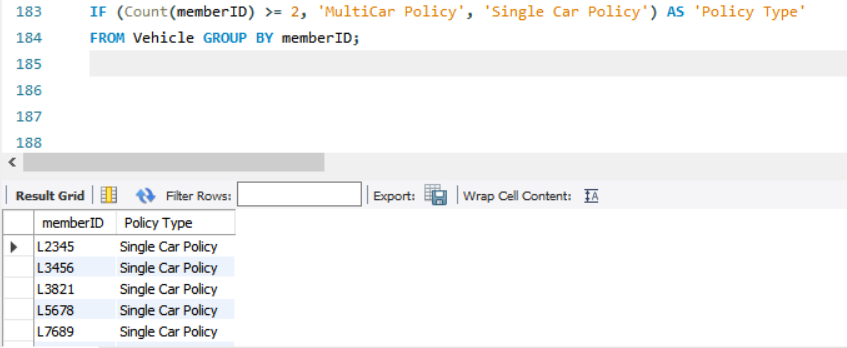 183 IF (Count(memberID) >= 2, 'MultiCar Policy', 'Single Car Policy') AS 'Policy Type'
184 FROM Vehicle GROUP BY memberID;
185
186
187
188
Result Grid Filter Rows: Export: Wrap Cell Content: IA
memberID Policy Type
L2345 Single Car Policy
L3456 Single Car Policy
L3821 Single Car Policy
L5678 Single Car Policy
L7689 Single Car Policy